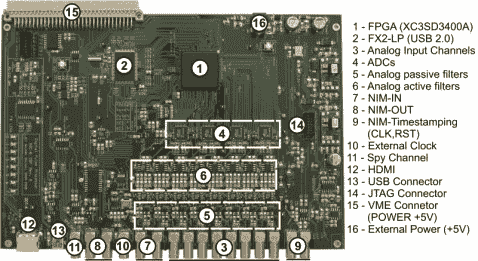 15
16
2
1
4
14
6
5
12
13
11
8
10
7
3
9
1 - FPGA (XC3SD3400A)
2 - FX2-LP (USB 2.0)
3 - Analog Input Channels
4 - ADCs
5 - Analog passive filters
6 - Analog active filters
7 - NIM-IN
8 - NIM-OUT
9 - NIM-Timestamping
(CLK,RST)
10 - External Clock
11 - Spy Channel
12 - HDMI
13 - USB Connector
14 - JTAG Connector
15 - VME Connetor
(POWER +5V)
16 - External Power (+5V)